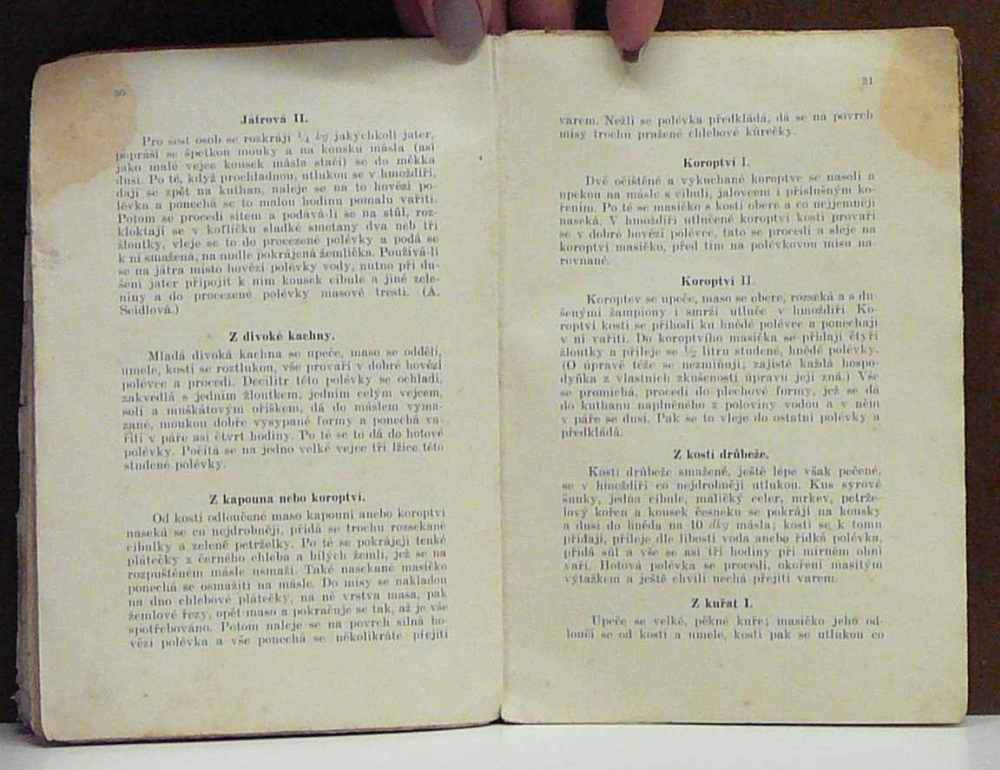 30
Játrová II.
Pro šest osob se rozkrájí ¼ kg jakýchkoli jater,
popráší se špetkou mouky a na kousku másla (asi
jako malé vejce kousek másla stačí) se do měkka
dusí. Po té, když prochladnou, utlukou se v hmoždíři,
dají se zpět na kuthan, naleje se na to hovězí po-
lévka a ponechá se to malou hodinu pomalu vařiti.
Potom se procedí sítem a podává-li se na stůl, roz-
kloktají se v koflíčku sladké smetany dva neb tři
žloutky, vleje se to do procezené polévky a podá se
k ní smažená, na nudle pokrájená žemlička. Používá-li
se na játra místo hovězí polévky vody, nutno při du-
šení jater připojit k nim kousek cibule a jiné zele-
niny a do procezené polévky masové tresti. (A.
Seidlová.)
Z divoké kachny.
Mladá divoká kachna se upeče, maso se oddělí,
umele, kosti se roztlukou, vše provaří v dobré hovězí
polévce a procedí. Decilitr této polévky se ochladí,
zakvedlá s jedním žloutkem, jedním celým vejcem,
solí a muškátovým oříškem, dá do máslem vyma-
zané, moukou dobře vysypané formy a ponechá va-
řiti v páře asi čtvrt hodiny. Po té se to dá do hotové
polévky. Počítá se na jedno velké vejce tři lžíce této
studené polévky.
Z kapouna nebo koroptví.
Od kostí odloučené maso kapouní anebo koroptví
naseká se co nejdrobněji, přidá se trochu rozsekané
cibulky a zelené petrželky. Po té se pokrájejí tenké
plátečky z černého chleba a bílých žemlí, jež se na
rozpuštěném másle usmaží. Také nasekané masíčko
ponechá se osmažiti na másle. Do mísy se nakladou
na dno chlebové plátečky, na ně vrstva masa, pak
žemlové řezy, opět maso a pokračuje se tak, až je vše
spotřebováno. Potom naleje se na povrch silná ho-
vězí polévka a vše ponechá se několikráte přejíti
31
varem. Nežli se polévka předkládá, dá se na povrch
mísy trochu pražené chlebové kůrečky.
Koroptví I.
Dvě očištěné a vykuchané koroptve se nasolí a
upekou na másle s cibulí, jalovcem i příslušným ko-
řením. Po té se masíčko s kostí obere a co nejjemněji
naseká. V hmoždíři utlučené koroptví kosti provaří
se v dobré hovězí polévce, tato se procedí a sleje na
koroptví masíčko, před tím na polévkovou mísu na-
rovnané.
Koroptví II.
Koroptev se upeče, maso se obere, rozseká a s du-
šenými žampiony i smrži utluče v hmoždíři Ko-
roptví kosti se přihodí ku hnědé polévce a ponechají
v ní vařiti. Do koroptvího masíčka se přidají čtyři
žloutky a přileje se ½ litru studené, hnědé polévky.
(O úpravě téže se nezmiňuji, zajisté každá hospo-
dyňka z vlastních zkušeností úpravu její zná.) Vše
se promíchá, procedí do plechové formy, jež se dá
do kuthanu naplněného z poloviny vodou a v něm
v páře se dusí. Pak se to vleje do ostatní polévky a
předkládá.
Z kostí drůbeže.
Kosti drůbeže smažené, ještě lépe však pečené,
se v hmoždíři co nejdrobněji utlukou. Kus syrové
šunky, jedna cibule, maličký celer, mrkev, petrže-
lový kořen a kousek česneku se pokrájí na kousky
a dusí do hněda na 10 dkg másla; kosti se k tomu
přidají, přileje dle libosti voda anebo řídká polévka,
přidá sůl a vše se asi tři hodiny při mírném ohni
vaří. Hotová polévka se procedí, okoření masitým
výtažkem a ještě chvíli nechá přejíti varem.
Z kuřat I.
Upeče se velké, pěkné kuře; masíčko jeho od-
loučí se od kostí a umele, kosti pak se utlukou co